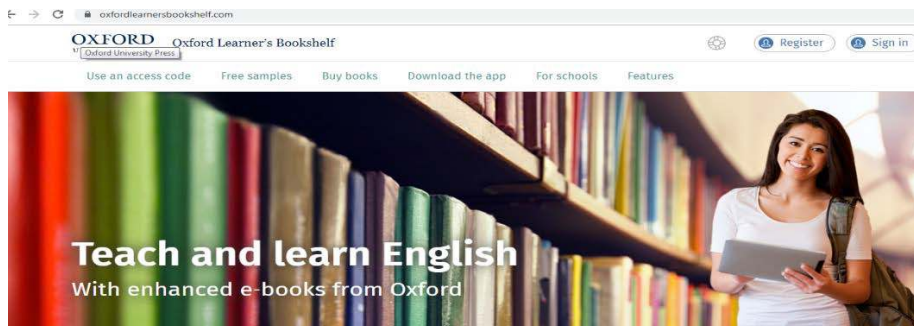 oxfordlearnersbookshelf.com
OXFORD Oxford Learner's Bookshelf
Oxford University Press
Register
Sign in
Use an access code Free samples Buy books Download the app For schools Features
Teach and learn English
With enhanced e-books from Oxford